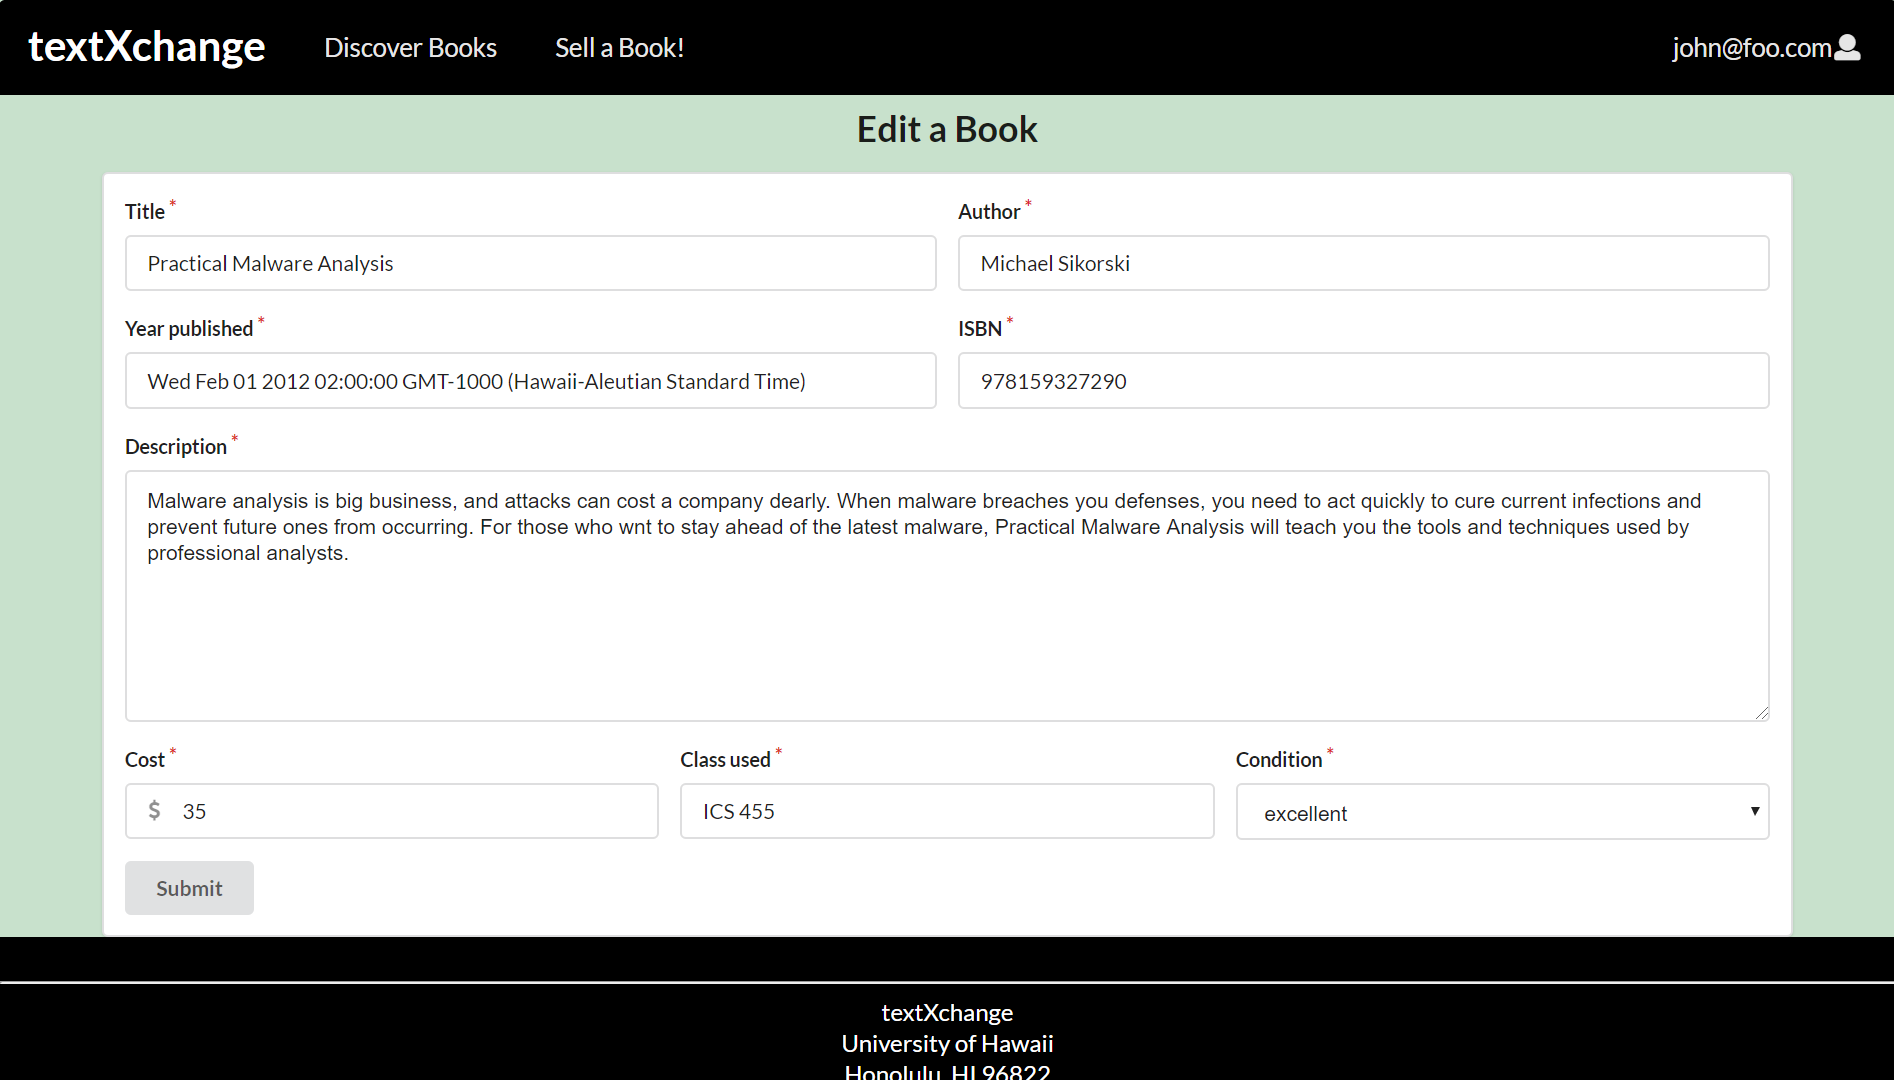 textXchange Discover Books Sell a Book! john@foo.com
Edit a Book
Title * Author *
Practical Malware Analysis Michael Sikorski
Year published * ISBN *
Wed Feb 01 2012 02:00:00 GMT-1000 (Hawaii-Aleutian Standard Time) 978159327290
Description *
Malware analysis is big business, and attacks can cost a company dearly. When malware breaches you defenses, you need to act quickly to cure current infections and
prevent future ones from occurring. For those who wnt to stay ahead of the latest malware, Practical Malware Analysis will teach you the tools and techniques used by
professional analysts.
Cost * Class used * Condition *
$ 35 ICS 455 excellent
Submit
textXchange
University of Hawaii
Honolulu, HI 96822